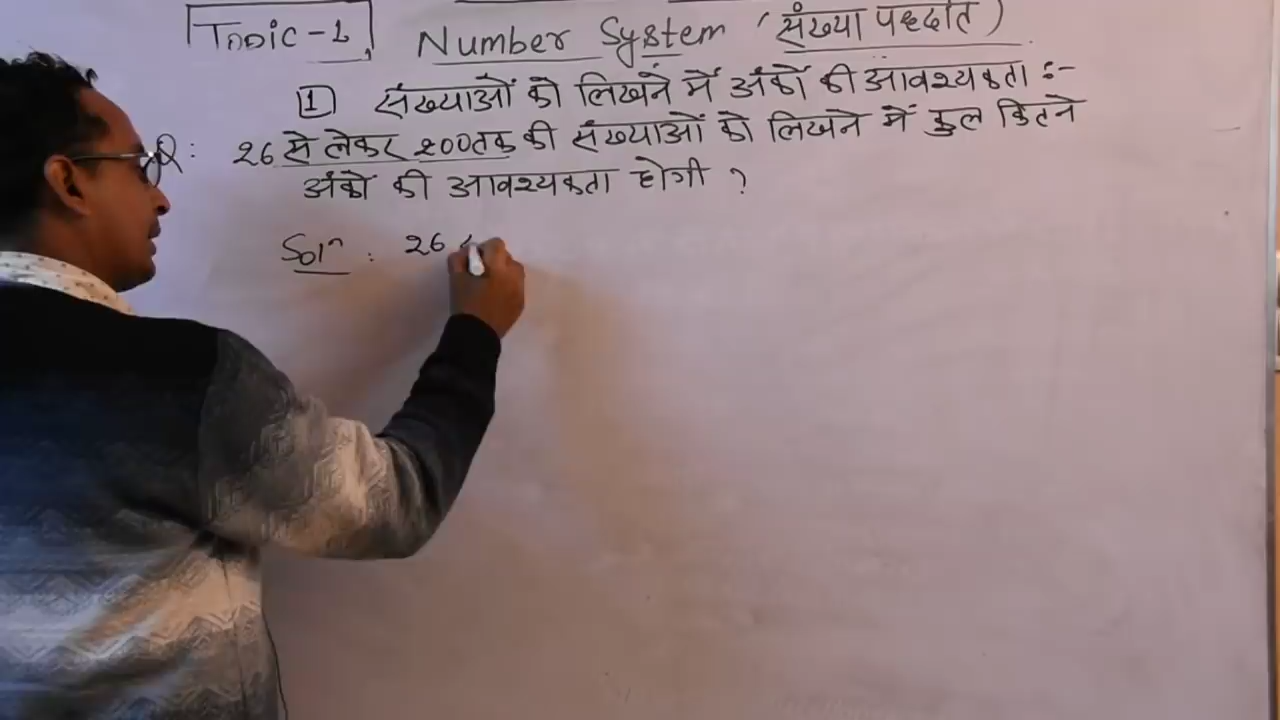 Topic-1 Number System (संख्या पद्धति)
1 संख्याओं को लिखने में अंकों की आवश्यकता :-
26 से लेकर 200 तक की संख्याओं को लिखने में कुल कितने
अंकों की आवश्यकता होगी ?
Solⁿ : 26